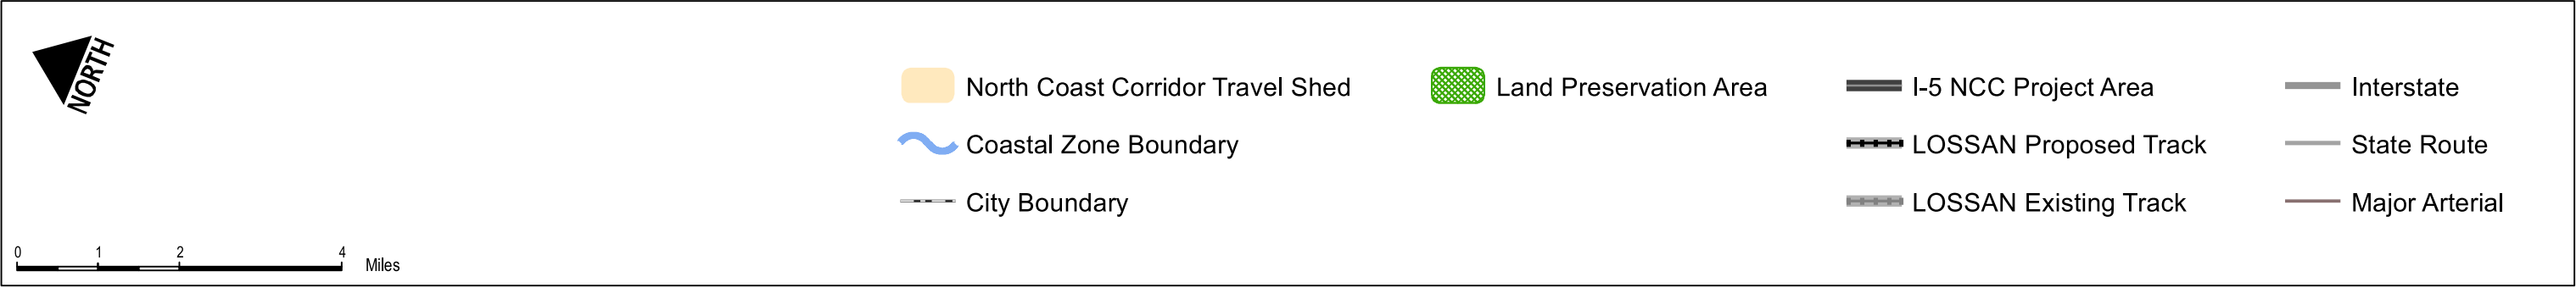 NORTH
North Coast Corridor Travel Shed
Coastal Zone Boundary
City Boundary
Land Preservation Area
I-5 NCC Project Area
LOSSAN Proposed Track
LOSSAN Existing Track
Interstate
State Route
Major Arterial
0 1 2 4 Miles